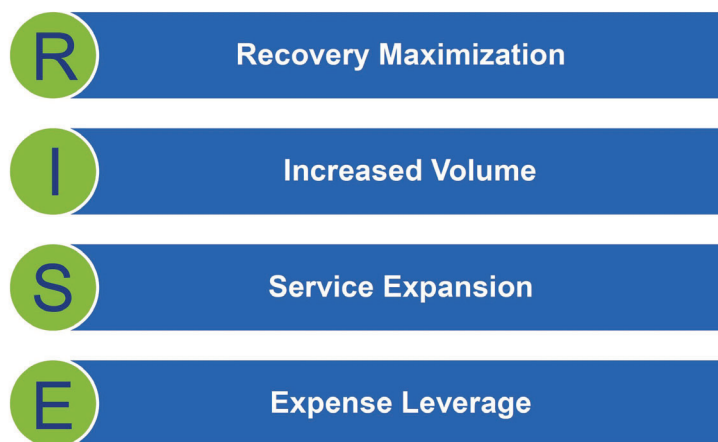 R Recovery Maximization
I Increased Volume
S Service Expansion
E Expense Leverage